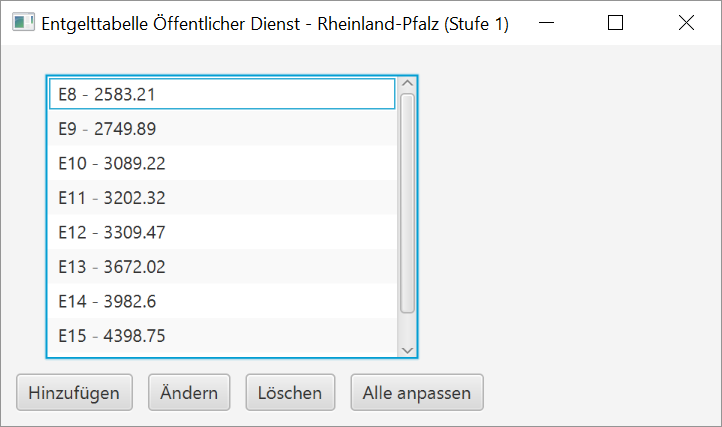 Entgelttabelle Öffentlicher Dienst - Rheinland-Pfalz (Stufe 1)
E8 - 2583.21
E9 - 2749.89
E10 - 3089.22
E11 - 3202.32
E12 - 3309.47
E13 - 3672.02
E14 - 3982.6
E15 - 4398.75
Hinzufügen Ändern Löschen Alle anpassen